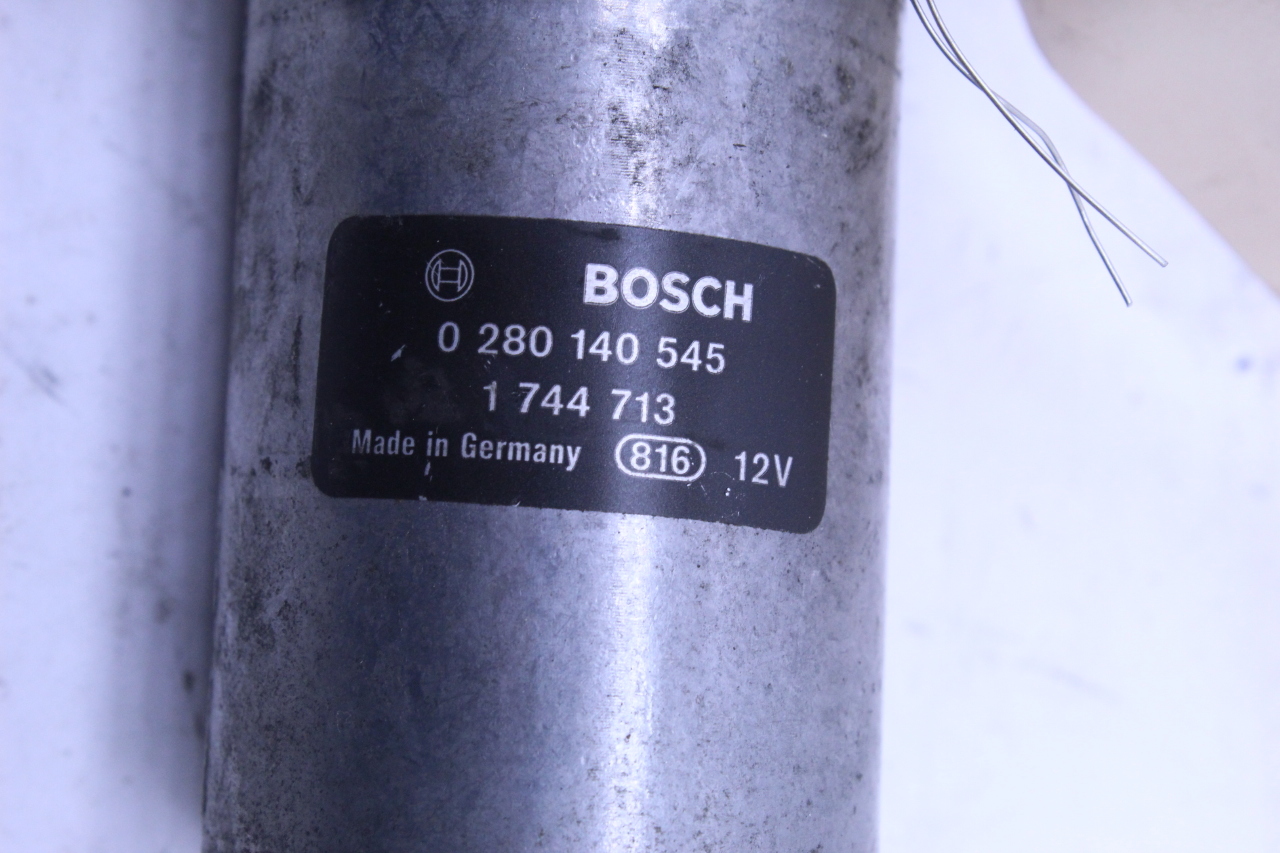 BOSCH
0 280 140 545
1 744 713
Made in Germany 816 12V